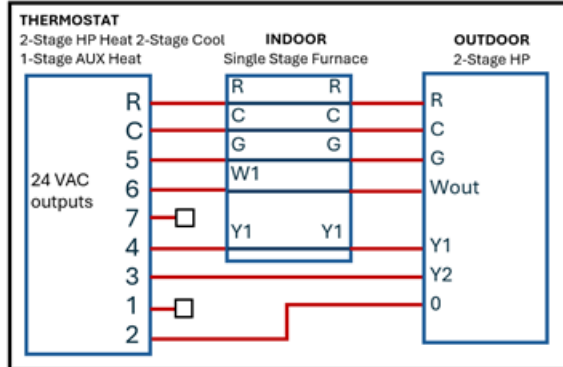 THERMOSTAT
2-Stage HP Heat 2-Stage Cool
1-Stage AUX Heat
INDOOR
Single Stage Furnace
OUTDOOR
2-Stage HP
24 VAC
outputs
R
C
5
6
7
4
3
1
2
R R
C C
G G
W1
Y1 Y1
R
C
G
Wout
Y1
Y2
0